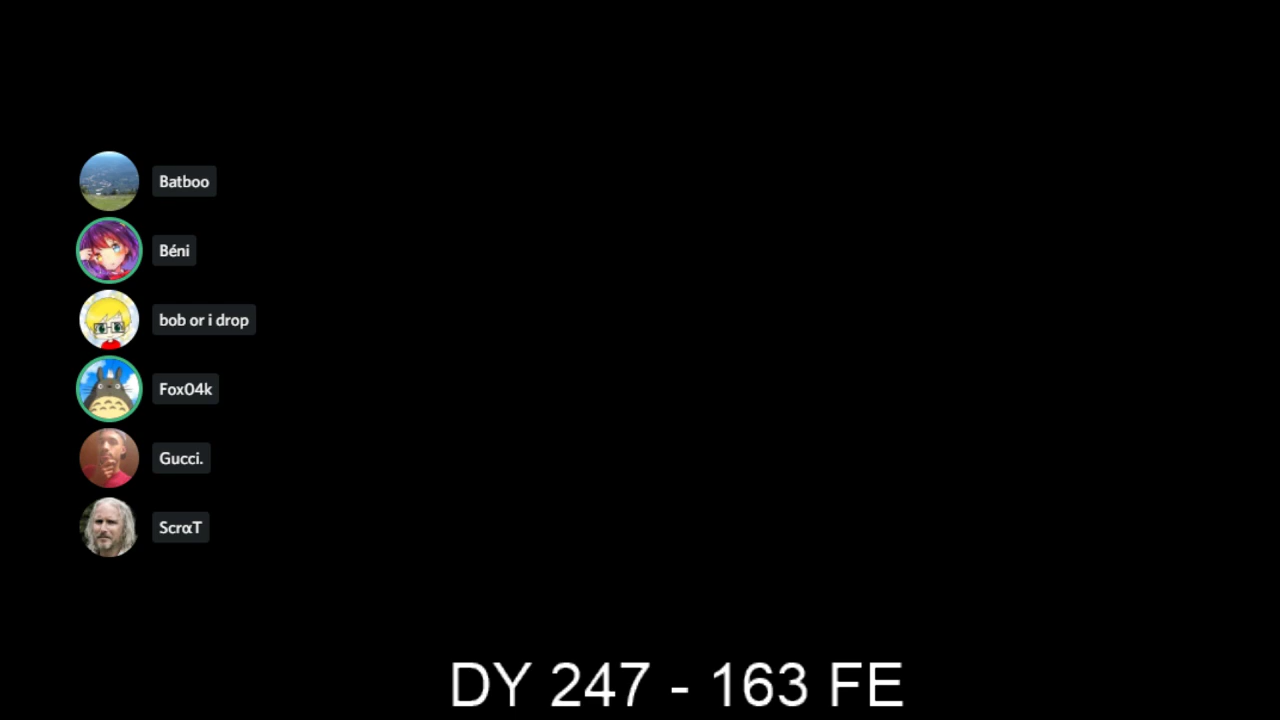 Batboo
Béni
bob or i drop
Fox04k
Gucci.
ScrαT
DY 247 - 163 FE